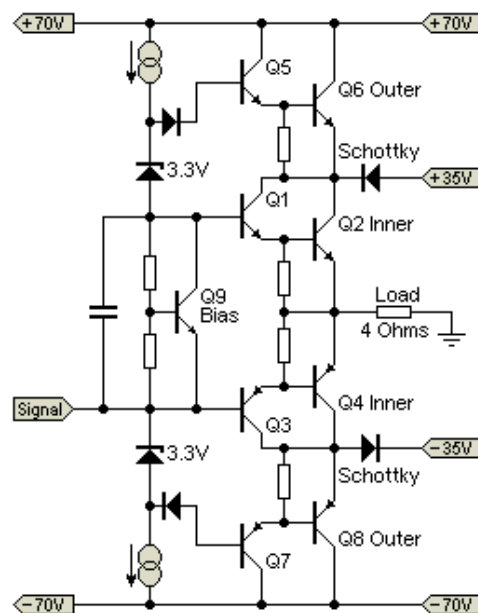 +70V
+70V
Q5
Q6 Outer
Schottky
3.3V
+35V
Q1
Q2 Inner
Q9
Bias
Load
4 Ohms
Signal
Q4 Inner
Q3
3.3V
-35V
Schottky
Q8 Outer
Q7
-70V
-70V